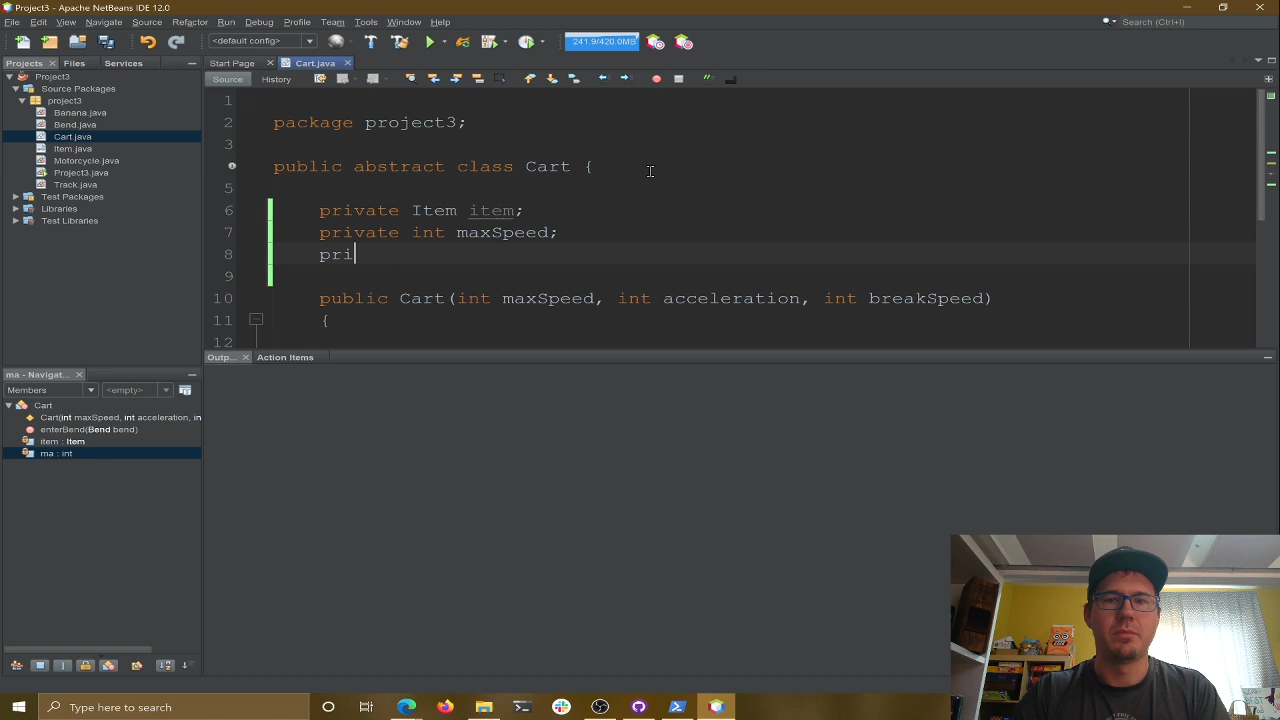 Project3 - Apache NetBeans IDE 12.0
File Edit View Navigate Source Refactor Run Debug Profile Team Tools Window Help
Search (Ctrl+I)
<default config>
241.9/420.0MB
Projects Files Services
Start Page Cart.java
Source History
Project3
Source Packages
project3
Banana.java
Bend.java
Cart.java
Item.java
Motorcycle.java
Project3.java
Track.java
Test Packages
Libraries
Test Libraries
1
2 package project3;
3
4 public abstract class Cart {
5
6 private Item item;
7 private int maxSpeed;
8 pri
9
10 public Cart(int maxSpeed, int acceleration, int breakSpeed)
11 {
12
Outp... Action Items
ma - Navigat...
Members <empty>
Cart
Cart(int maxSpeed, int acceleration, in
enterBend(Bend bend)
item : Item
ma : int
Type here to search